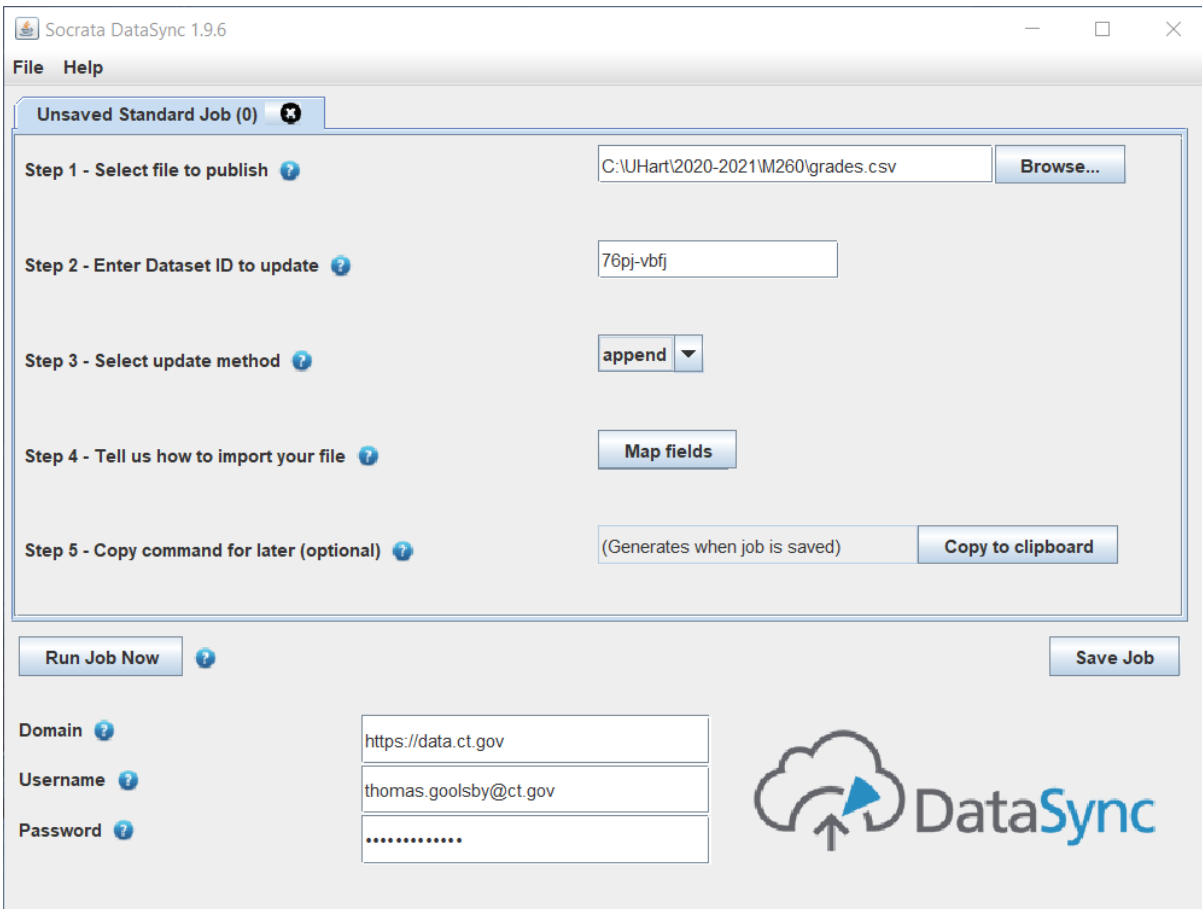 Socrata DataSync 1.9.6
File Help
Unsaved Standard Job (0)
Step 1 - Select file to publish ? C:\UHart\2020-2021\M260\grades.csv Browse...
Step 2 - Enter Dataset ID to update ? 76pj-vbfj
Step 3 - Select update method ? append
Step 4 - Tell us how to import your file ? Map fields
Step 5 - Copy command for later (optional) ? (Generates when job is saved) Copy to clipboard
Run Job Now ? Save Job
Domain ? https://data.ct.gov
Username ? thomas.goolsby@ct.gov
Password ? •••••••••••••
DataSync